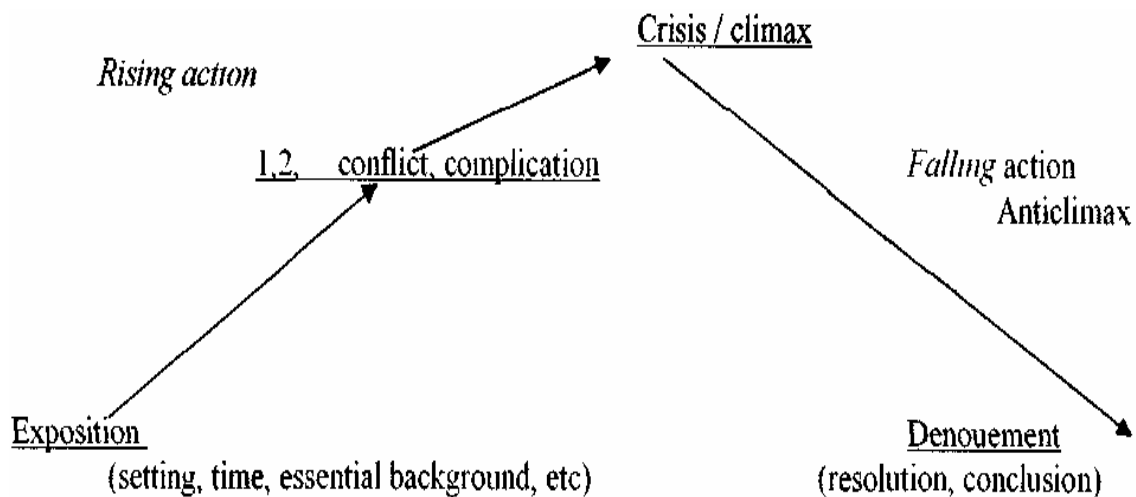 Crisis / climax
Rising action
1,2, conflict, complication
Falling action
Anticlimax
Exposition
(setting, time, essential background, etc)
Denouement
(resolution, conclusion)